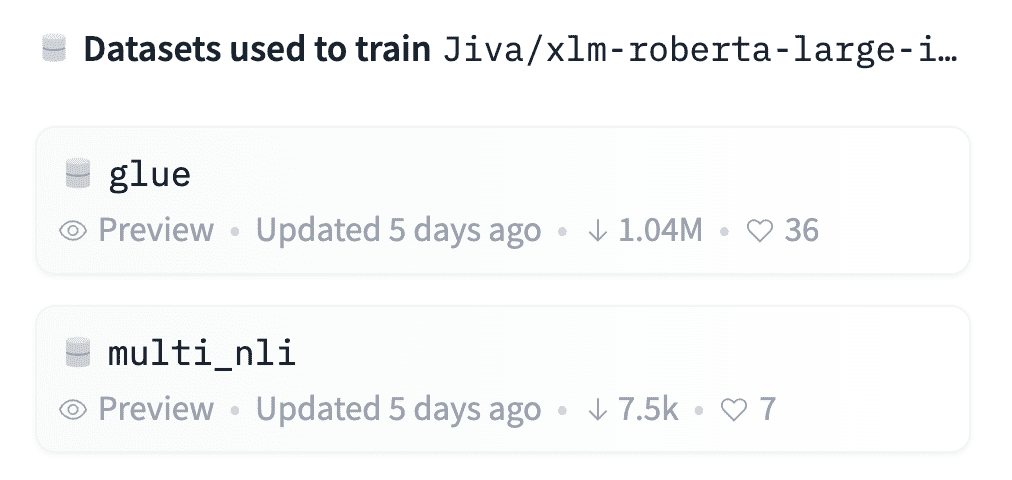 Datasets used to train Jiva/xlm-roberta-large-i…
glue
Preview • Updated 5 days ago • ↓ 1.04M • ♡ 36
multi_nli
Preview • Updated 5 days ago • ↓ 7.5k • ♡ 7